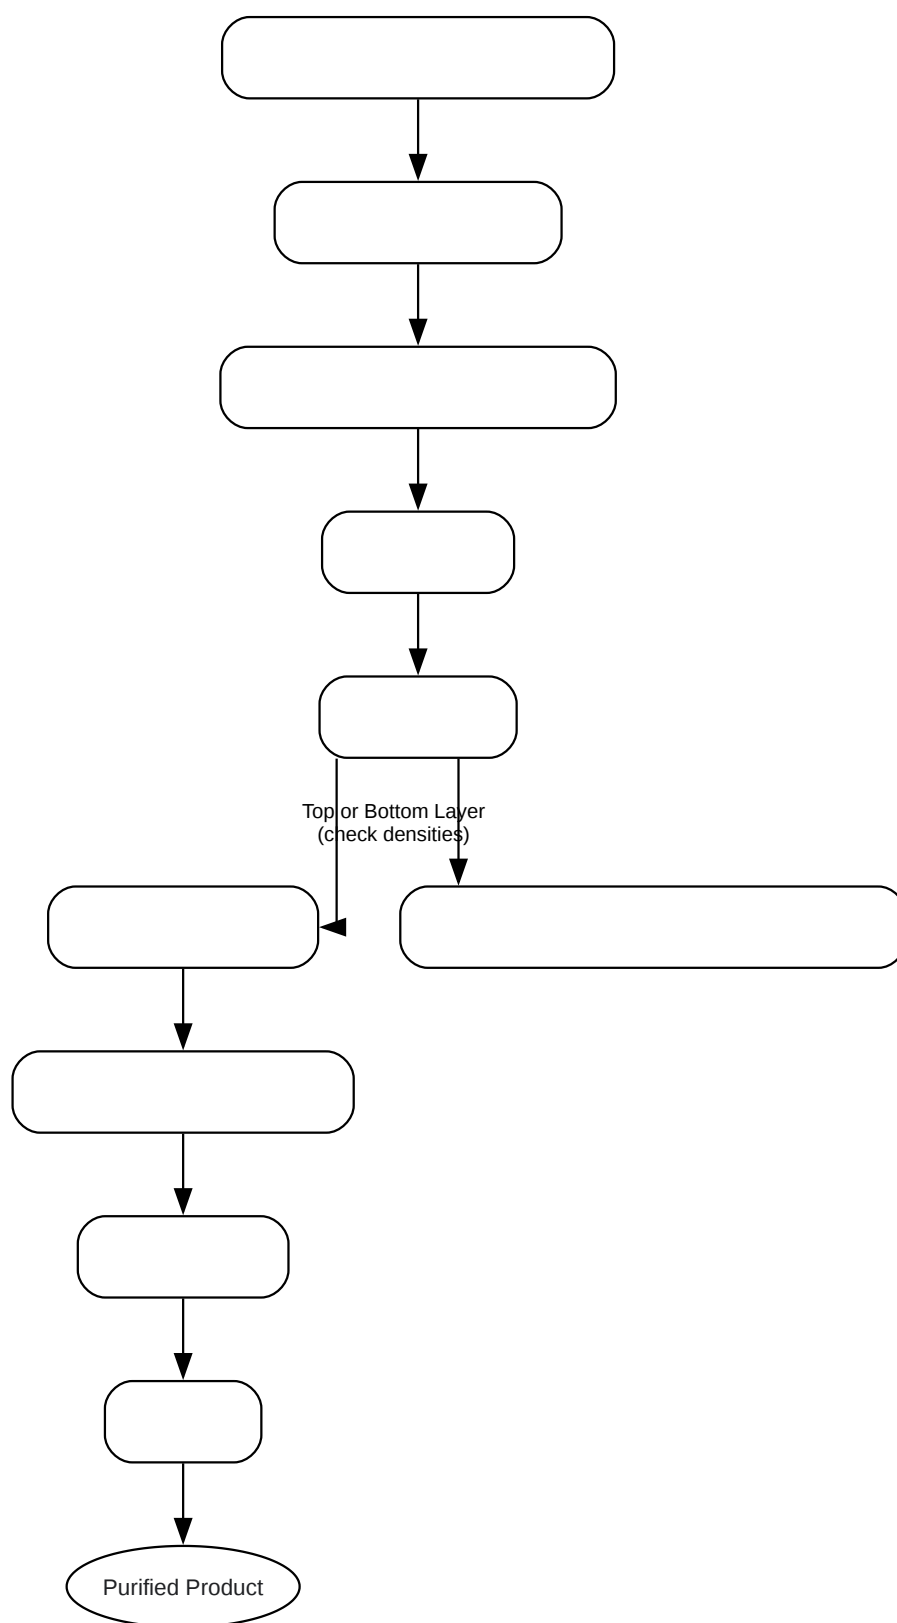 Top or Bottom Layer
(check densities)
Purified Product